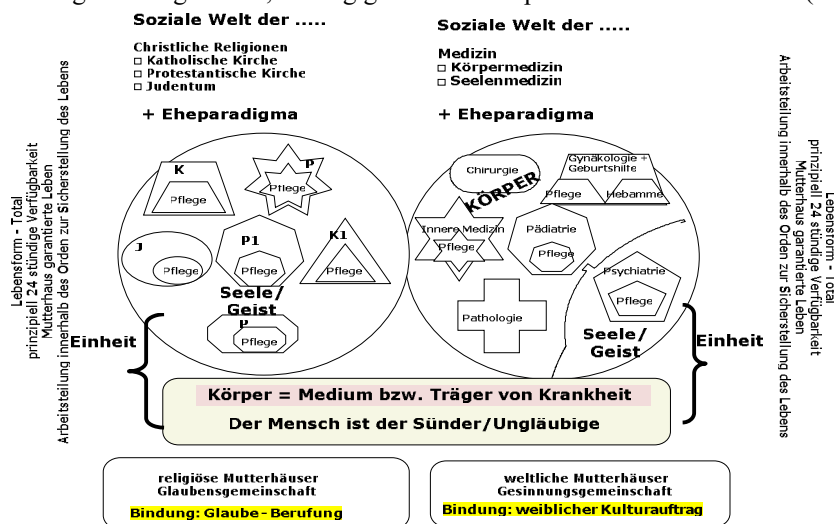 Soziale Welt der .....
Christliche Religionen
□ Katholische Kirche
□ Protestantische Kirche
□ Judentum
+ Eheparadigma
Soziale Welt der .....
Medizin
□ Körpermedizin
□ Seelenmedizin
+ Eheparadigma
Lebensform - Total
prinzipiell 24 stündige Verfügbarkeit
Mutterhaus garantierte Leben
Arbeitsteilung innerhalb des Orden zur Sicherstellung des Lebens
K
Pflege
P
Pflege
J
Pflege
P1
Pflege
K1
Pflege
Seele/
Geist
P
Pflege
Chirurgie
KÖRPER
Gynäkologie +
Geburtshilfe
Pflege
Hebamme
Innere Medizin
Pflege
Pädiatrie
Pflege
Psychiatrie
Pflege
Pathologie
Seele/
Geist
Einheit
Einheit
Arbeitsteilung innerhalb des Orden zur Sicherstellung des Lebens
Mutterhaus garantierte Leben
prinzipiell 24 stündige Verfügbarkeit
Lebensform - Total
Körper = Medium bzw. Träger von Krankheit
Der Mensch ist der Sünder/Ungläubige
religiöse Mutterhäuser
Glaubensgemeinschaft
Bindung: Glaube - Berufung
weltliche Mutterhäuser
Gesinnungsgemeinschaft
Bindung: weiblicher Kulturauftrag